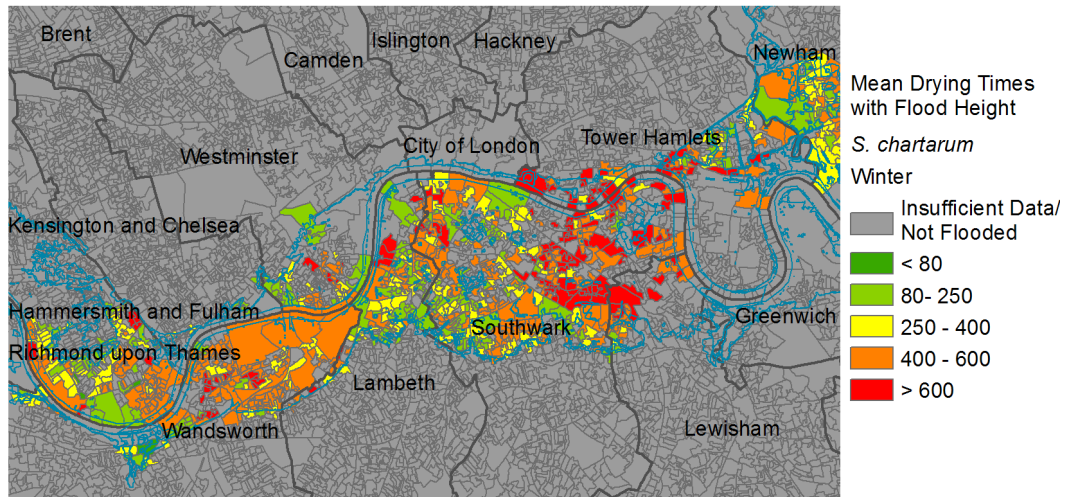 Brent
Camden
Islington
Hackney
Newham
Westminster
City of London
Tower Hamlets
Kensington and Chelsea
Hammersmith and Fulham
Richmond upon Thames
Southwark
Greenwich
Lambeth
Wandsworth
Lewisham
Mean Drying Times
with Flood Height
S. chartarum
Winter
Insufficient Data/
Not Flooded
< 80
80- 250
250 - 400
400 - 600
> 600